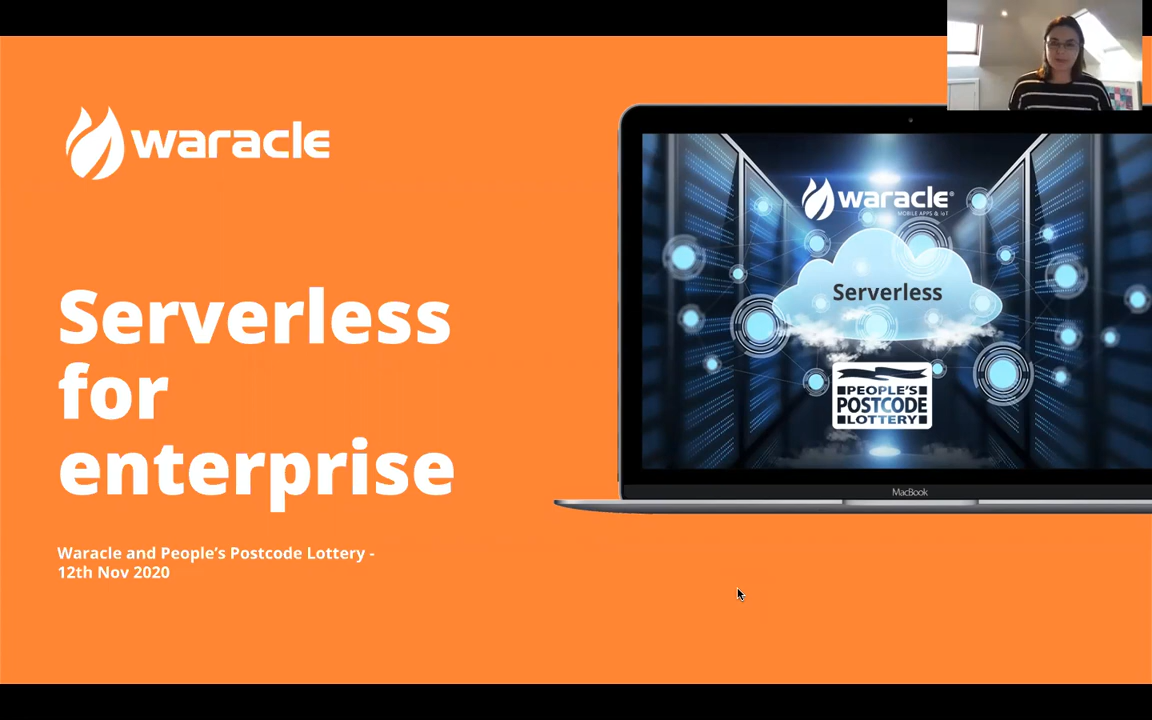 waracle
Serverless
for
enterprise
Waracle and People's Postcode Lottery -
12th Nov 2020
waracle®
MOBILE APPS & IoT
Serverless
PEOPLE'S
POSTCODE
LOTTERY
MacBook